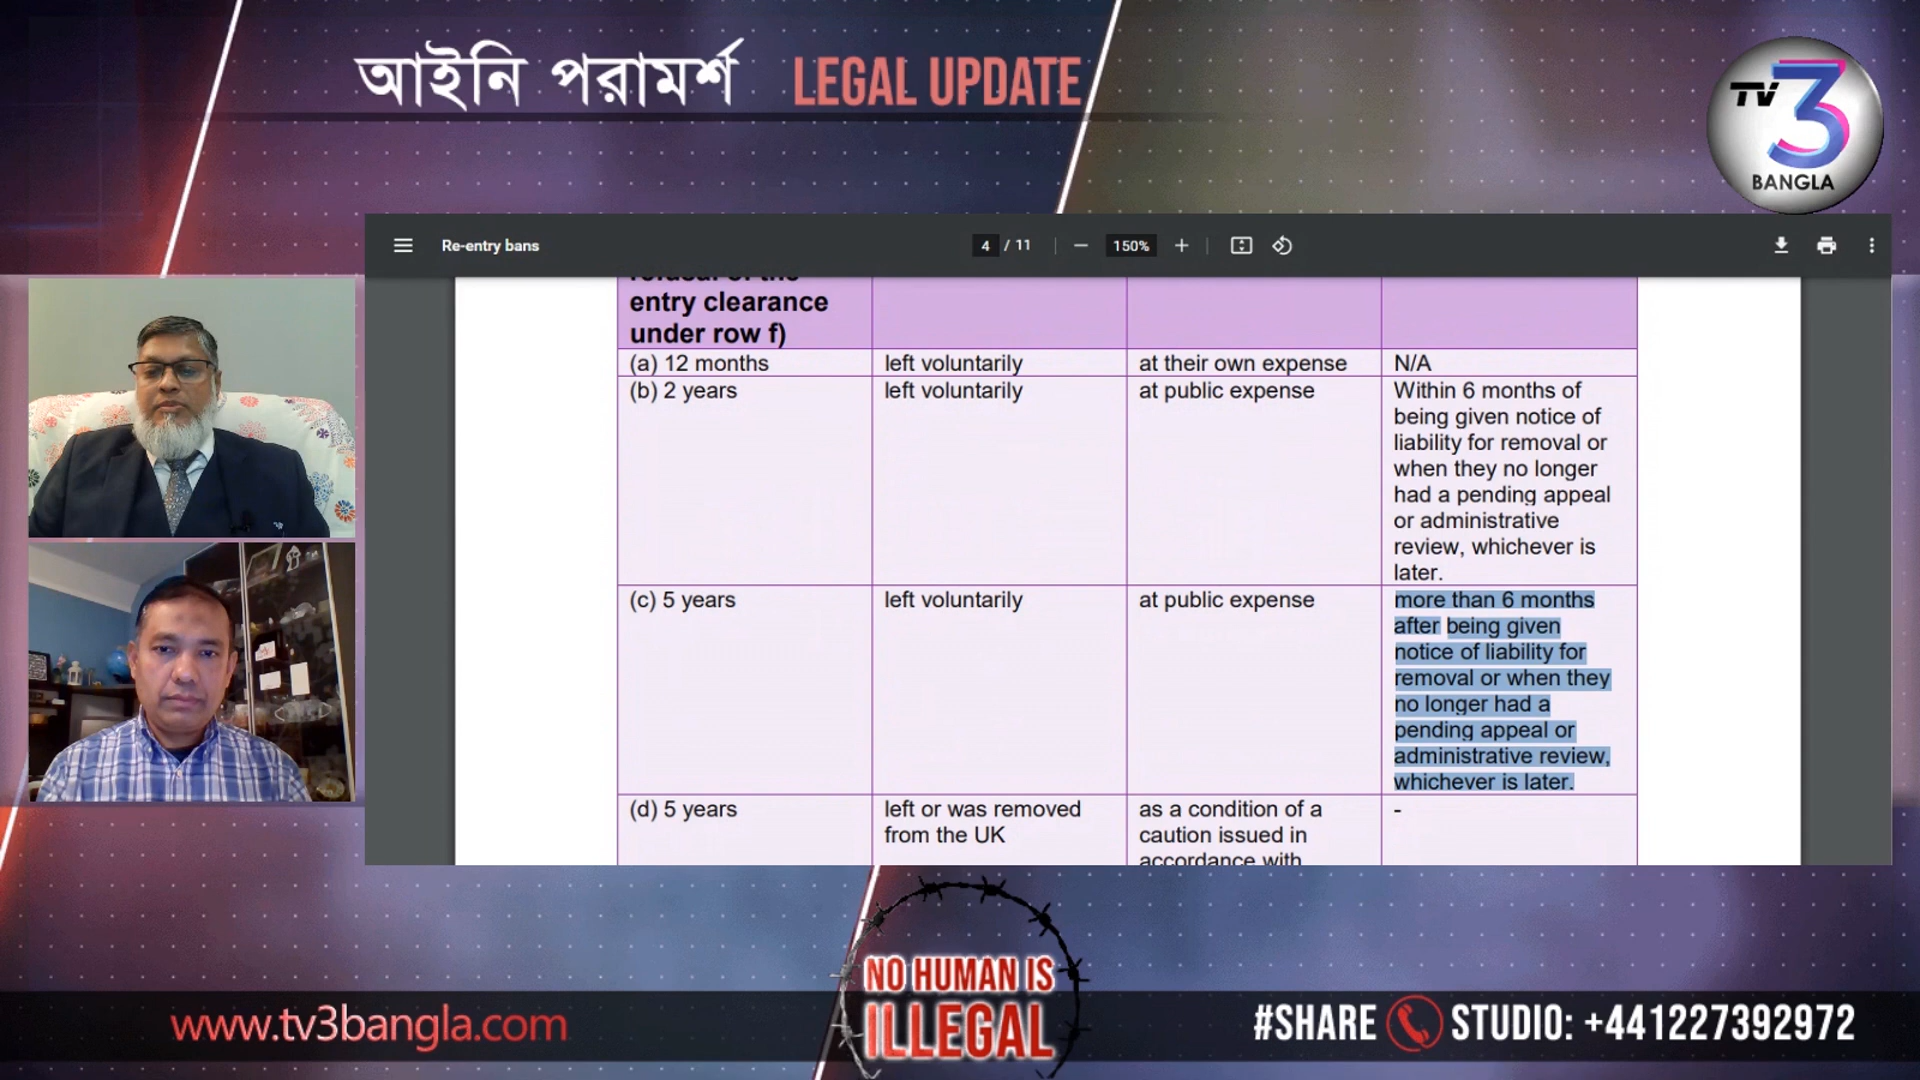 আইনি পরামর্শ LEGAL UPDATE
TV3
BANGLA
Re-entry bans
4 / 11
150%
refusal of the
entry clearance
under row f)
(a) 12 months
left voluntarily
at their own expense
N/A
(b) 2 years
left voluntarily
at public expense
Within 6 months of
being given notice of
liability for removal or
when they no longer
had a pending appeal
or administrative
review, whichever is
later.
(c) 5 years
left voluntarily
at public expense
more than 6 months
after being given
notice of liability for
removal or when they
no longer had a
pending appeal or
administrative review,
whichever is later.
(d) 5 years
left or was removed
from the UK
as a condition of a
caution issued in
accordance with
-
NO HUMAN IS
ILLEGAL
www.tv3bangla.com
#SHARE STUDIO: +441227392972